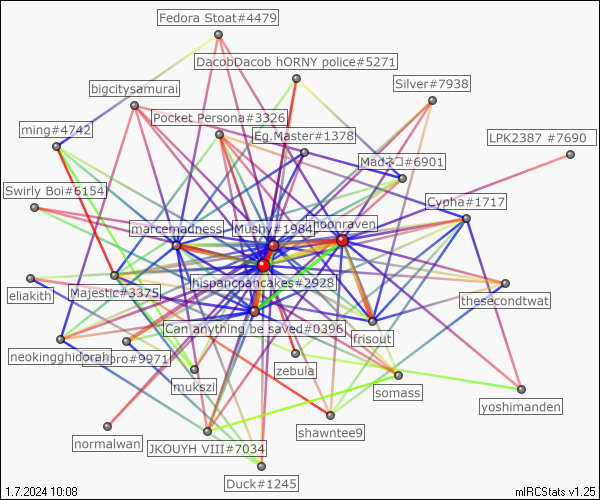 Fedora Stoat#4479
DacobDacob hORNY police#5271
Silver#7938
bigcitysamurai
Pocket Persona#3326
ming#4742
Eg.Master#1378
LPK2387 #7690
Madネコ#6901
Swirly Boi#6154
Cypha#1717
marcemadness
Mushy#1984
noonraven
hispancpancakes#2928
eliakith
Majestic#3375
thesecondtwat
Can anything be saved#0396
frisout
neokingghidorah
#9971
zebula
mukszi
somass
yoshimanden
normalwan
shawntee9
JKOUYH VIII#7034
Duck#1245
1.7.2024 10:08
mIRCStats v1.25